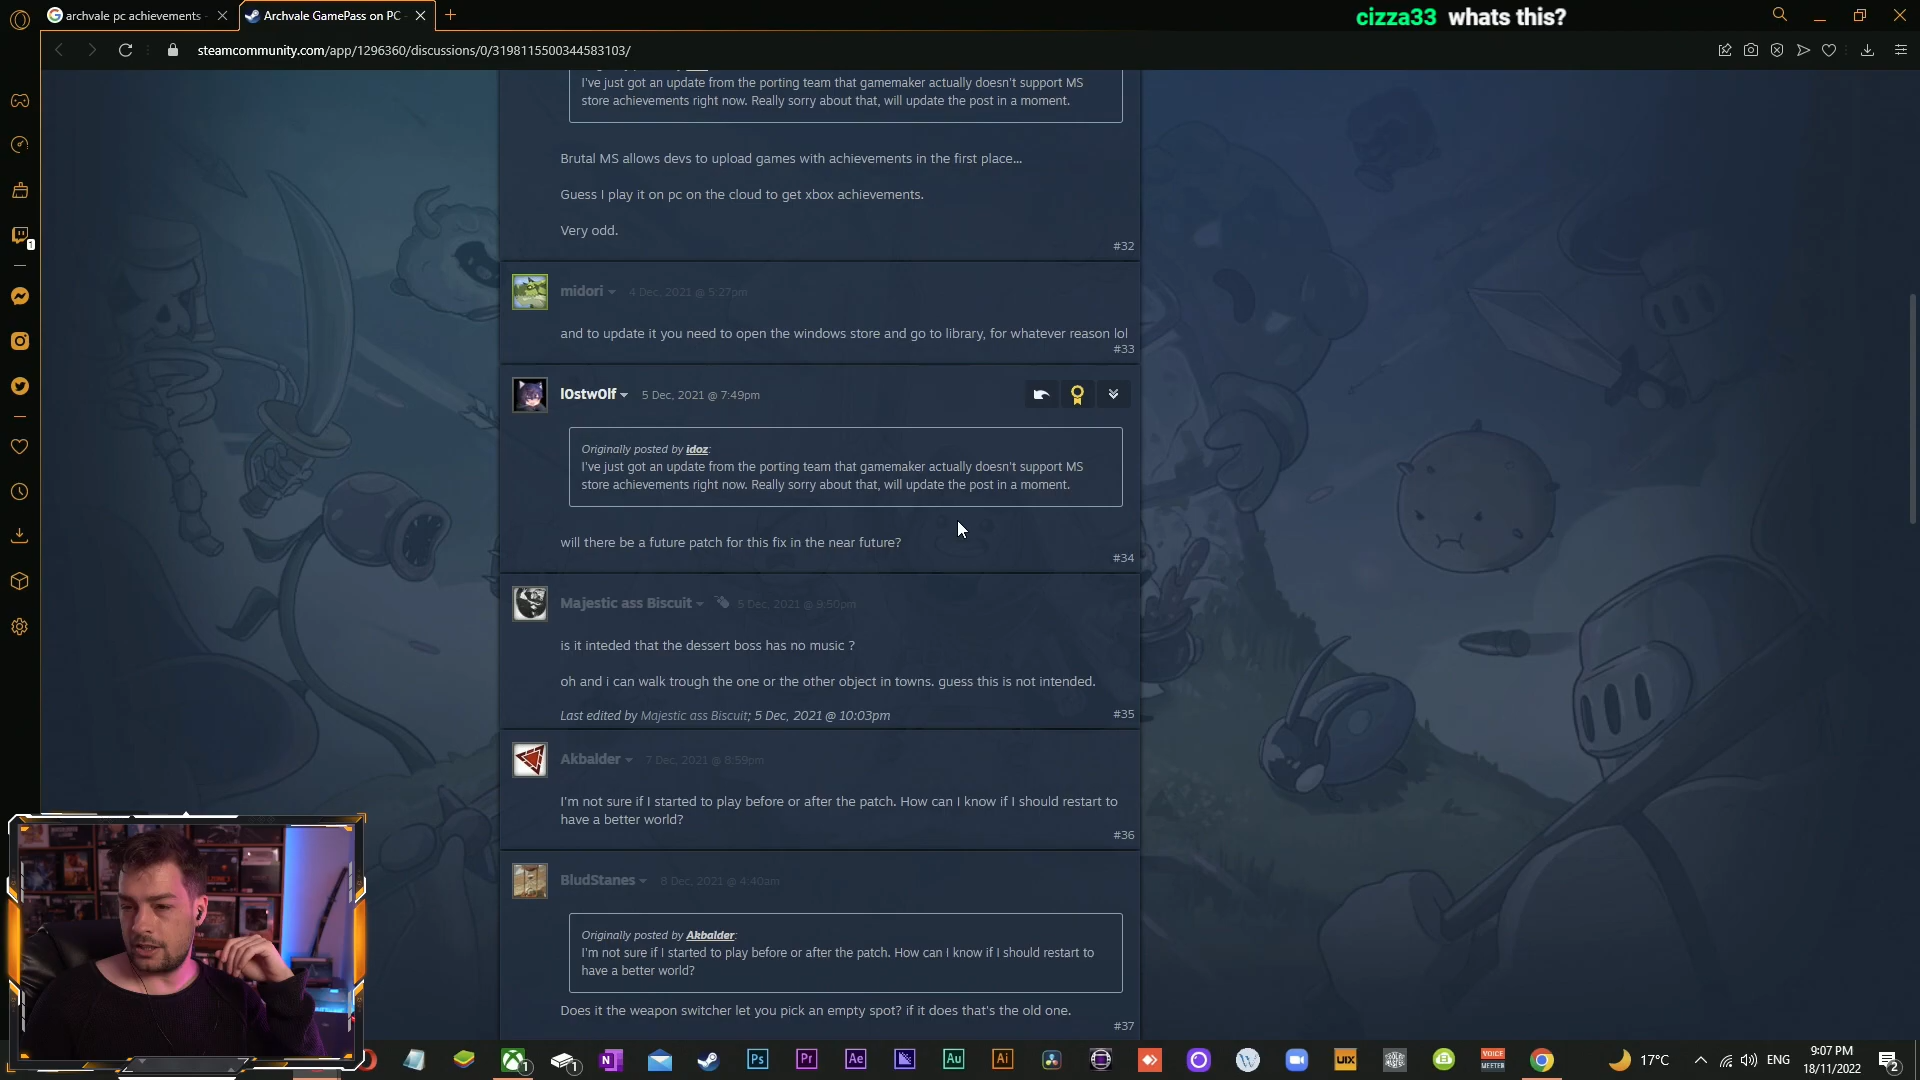 archvale pc achievements
Archvale GamePass on PC
cizza33 whats this?
steamcommunity.com/app/1296360/discussions/0/3198115500344583103/
I've just got an update from the porting team that gamemaker actually doesn't support MS
store achievements right now. Really sorry about that, will update the post in a moment.
Brutal MS allows devs to upload games with achievements in the first place...
Guess I play it on pc on the cloud to get xbox achievements.
Very odd.
#32
midori 4 Dec, 2021 @ 5:27pm
and to update it you need to open the windows store and go to library, for whatever reason lol
#33
l0stw0lf 5 Dec, 2021 @ 7:49pm
Originally posted by idoz:
I've just got an update from the porting team that gamemaker actually doesn't support MS
store achievements right now. Really sorry about that, will update the post in a moment.
will there be a future patch for this fix in the near future?
#34
Majestic ass Biscuit 5 Dec, 2021 @ 9:50pm
is it inteded that the dessert boss has no music ?
oh and i can walk trough the one or the other object in towns. guess this is not intended.
Last edited by Majestic ass Biscuit; 5 Dec, 2021 @ 10:03pm
#35
Akbalder 7 Dec, 2021 @ 8:59pm
I'm not sure if I started to play before or after the patch. How can I know if I should restart to
have a better world?
#36
BludStanes 8 Dec, 2021 @ 4:40am
Originally posted by Akbalder:
I'm not sure if I started to play before or after the patch. How can I know if I should restart to
have a better world?
Does it the weapon switcher let you pick an empty spot? if it does that's the old one.
#37
1
1
1
N
Ps
Pr
Ae
Au
Ai
UIX
VOICE
MEETER
17°C
ENG
9:07 PM
18/11/2022
2